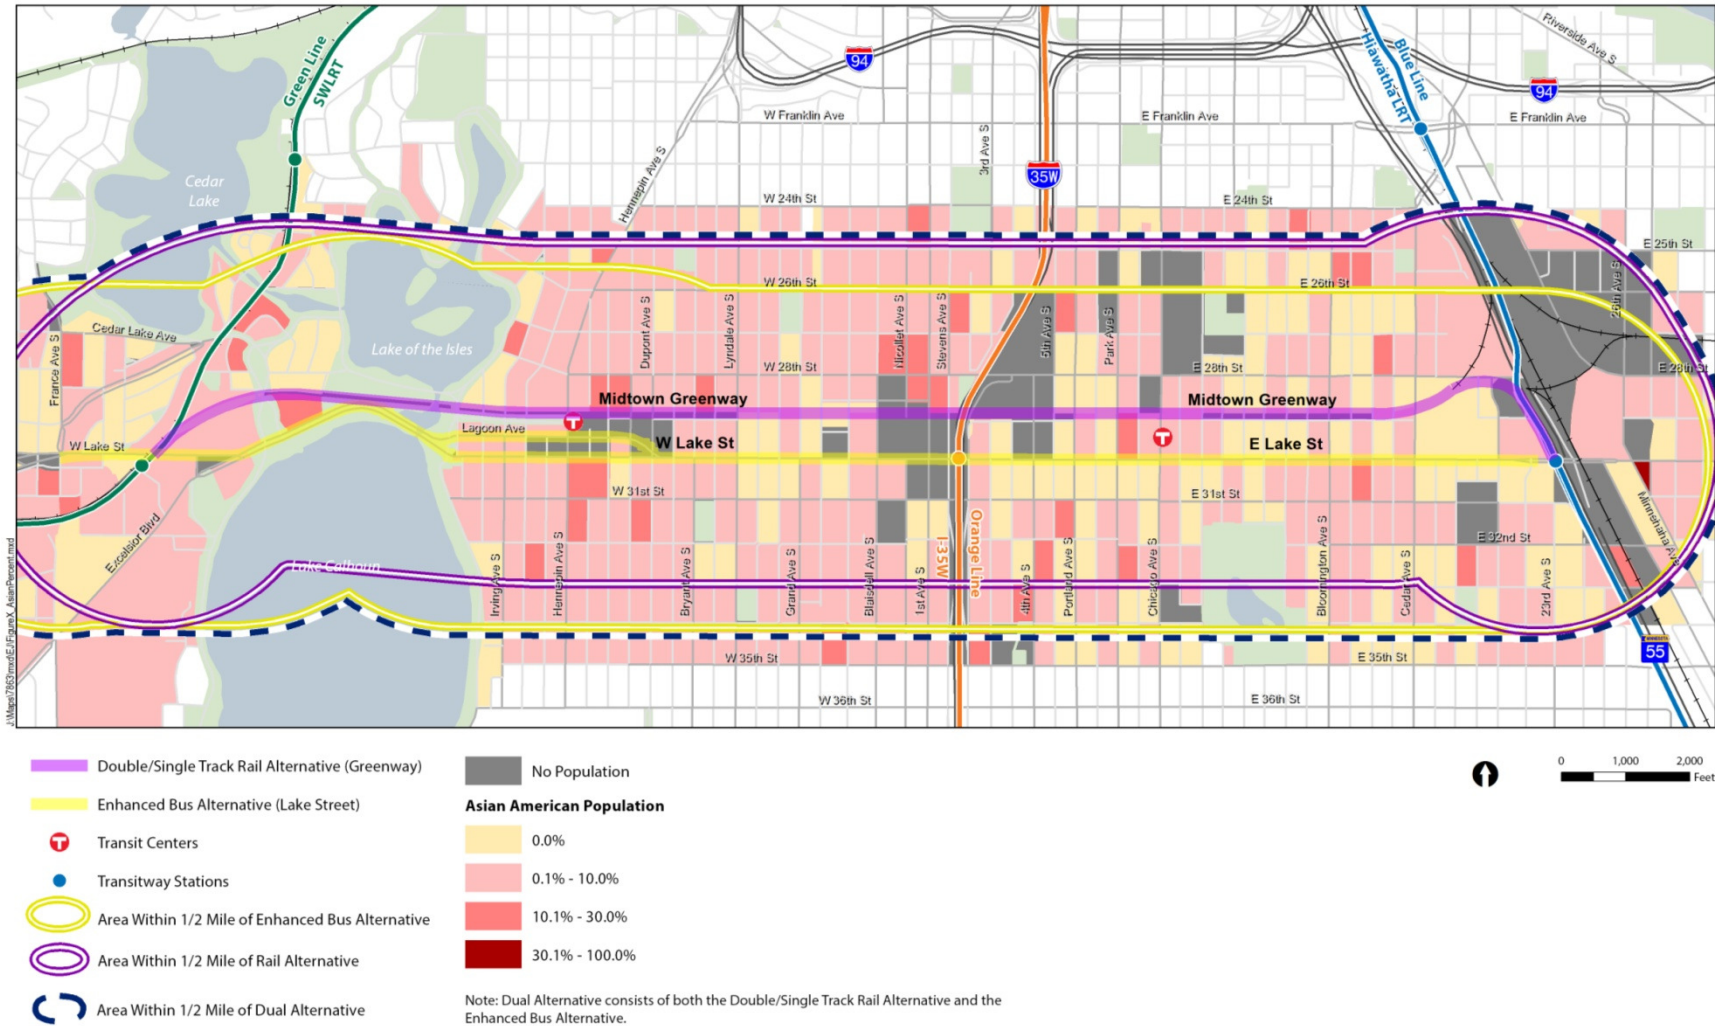 Green Line
SWLRT
94
Blue Line
Hiawatha LRT
Riverside Ave S
94
W Franklin Ave
E Franklin Ave
E Franklin Ave
3rd Ave S
Hennepin Ave S
35W
Cedar
Lake
W 24th St
E 24th St
E 25th St
W 26th St
E 26th St
26th Ave S
Cedar Lake Ave
France Ave S
Lake of the Isles
Dupont Ave S
Lyndale Ave S
Nicollet Ave S
Stevens Ave S
5th Ave S
Park Ave S
W 28th St
E 28th St
E 28th St
Midtown Greenway
Midtown Greenway
W Lake St
Lagoon Ave
W Lake St
E Lake St
W 31st St
E 31st St
Excelsior Blvd
Minnehaha Ave
Orange Line
I-35W
E 32nd St
Lake Calhoun
Irving Ave S
Hennepin Ave S
Bryant Ave S
Grand Ave S
Blaisdell Ave S
1st Ave S
4th Ave S
Portland Ave S
Chicago Ave S
Bloomington Ave S
Cedar Ave S
23rd Ave S
W 35th St
E 35th St
55
W 36th St
E 36th St
J:\Maps\7863\mxd\EJ\FigureX_AsianPercent.mxd
Double/Single Track Rail Alternative (Greenway)
Enhanced Bus Alternative (Lake Street)
Transit Centers
Transitway Stations
Area Within 1/2 Mile of Enhanced Bus Alternative
Area Within 1/2 Mile of Rail Alternative
Area Within 1/2 Mile of Dual Alternative
No Population
Asian American Population
0.0%
0.1% - 10.0%
10.1% - 30.0%
30.1% - 100.0%
Note: Dual Alternative consists of both the Double/Single Track Rail Alternative and the
Enhanced Bus Alternative.
0 1,000 2,000
Feet